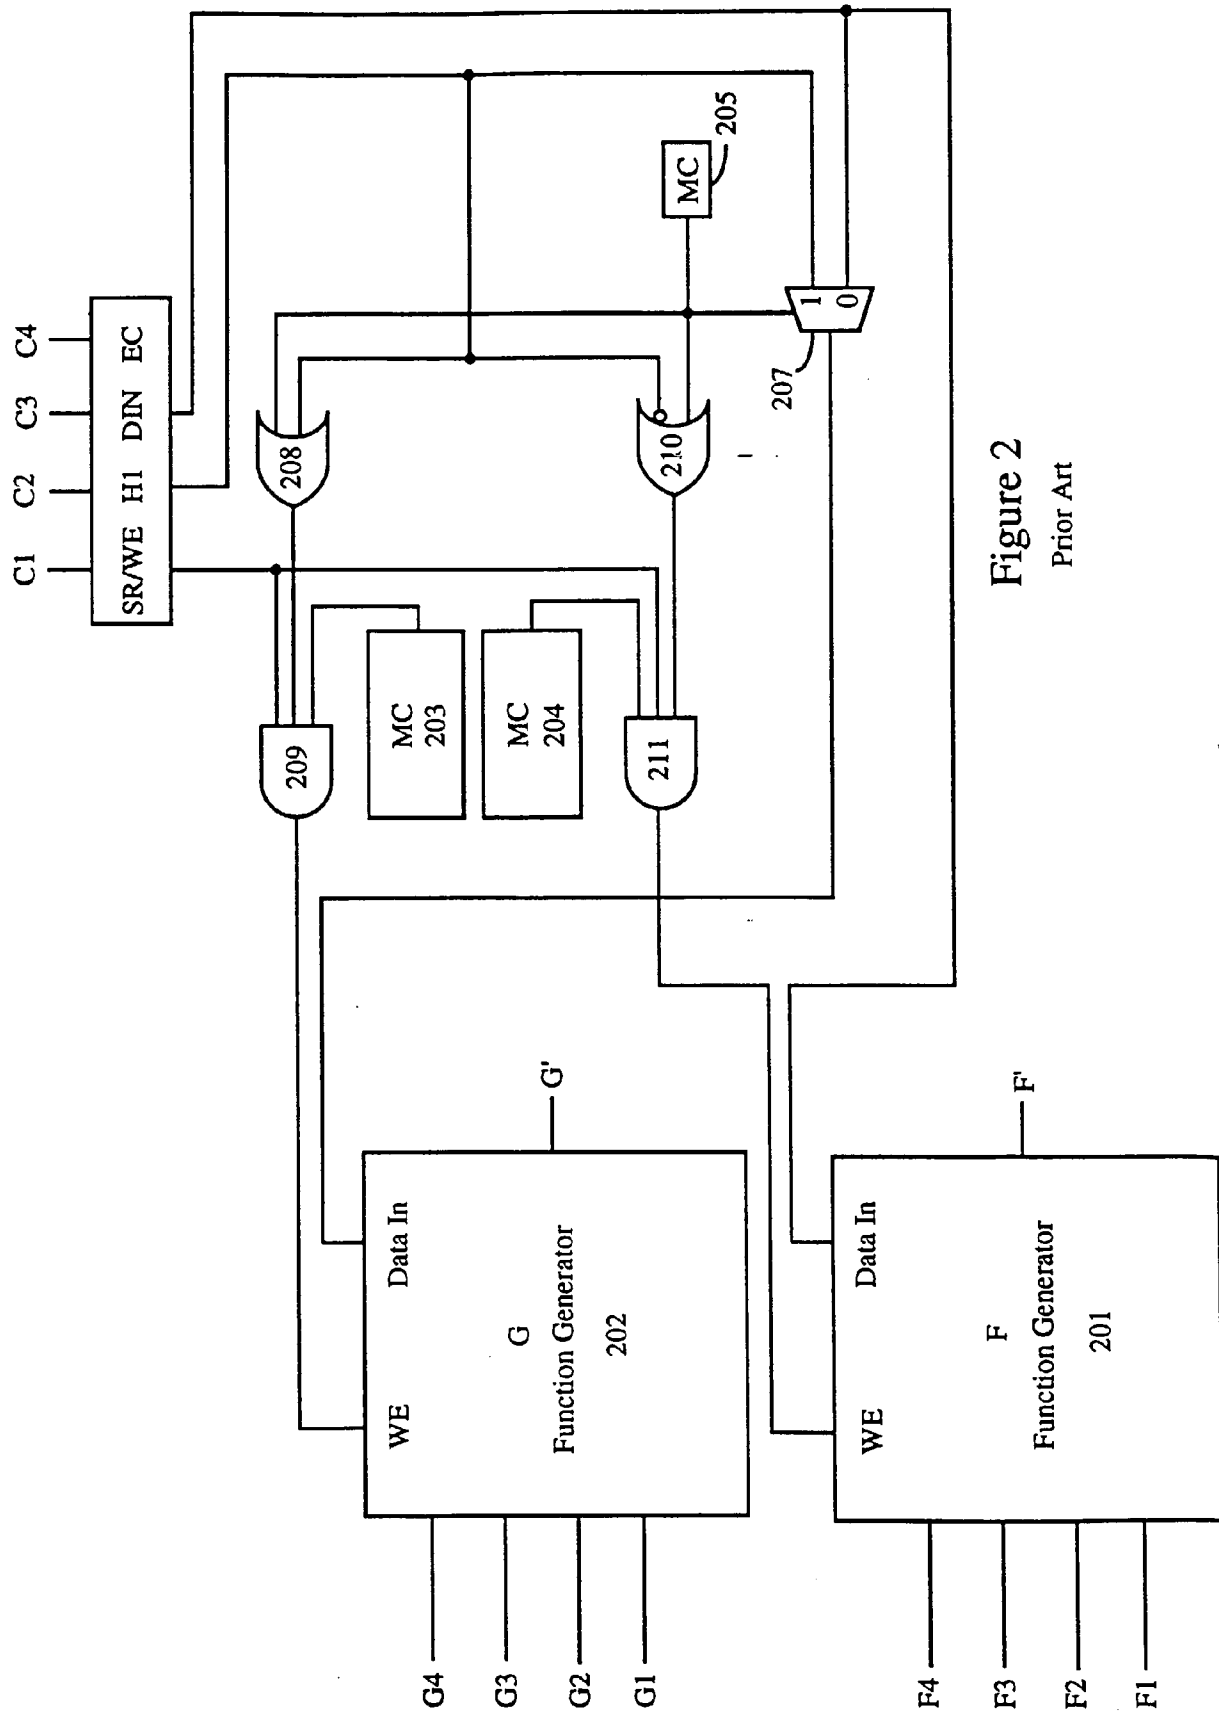 C1
C2
C3
C4
SR/WE H1 DIN EC
208
209
MC
203
MC
204
MC
205
210
211
1
0
207
G4
G3
G2
G1
WE
Data In
G
Function Generator
202
G'
F4
F3
F2
F1
WE
Data In
F
Function Generator
201
F'
Figure 2
Prior Art